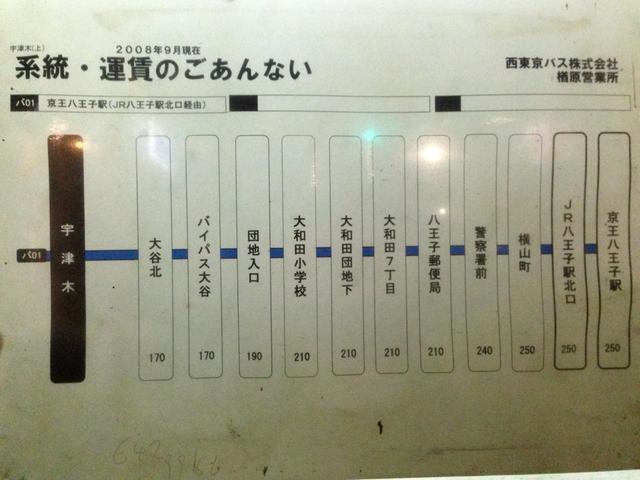 宇津木(上)
2008年9月現在
系統・運賃のごあんない
西東京バス株式会社
楢原営業所
バ01 京王八王子駅(JR八王子駅北口経由)
バ01
宇津木
大谷北
170
バイパス大谷
170
団地入口
190
大和田小学校
210
大和田団地下
210
大和田7丁目
210
八王子郵便局
210
警察署前
240
横山町
250
JR八王子駅北口
250
京王八王子駅
250